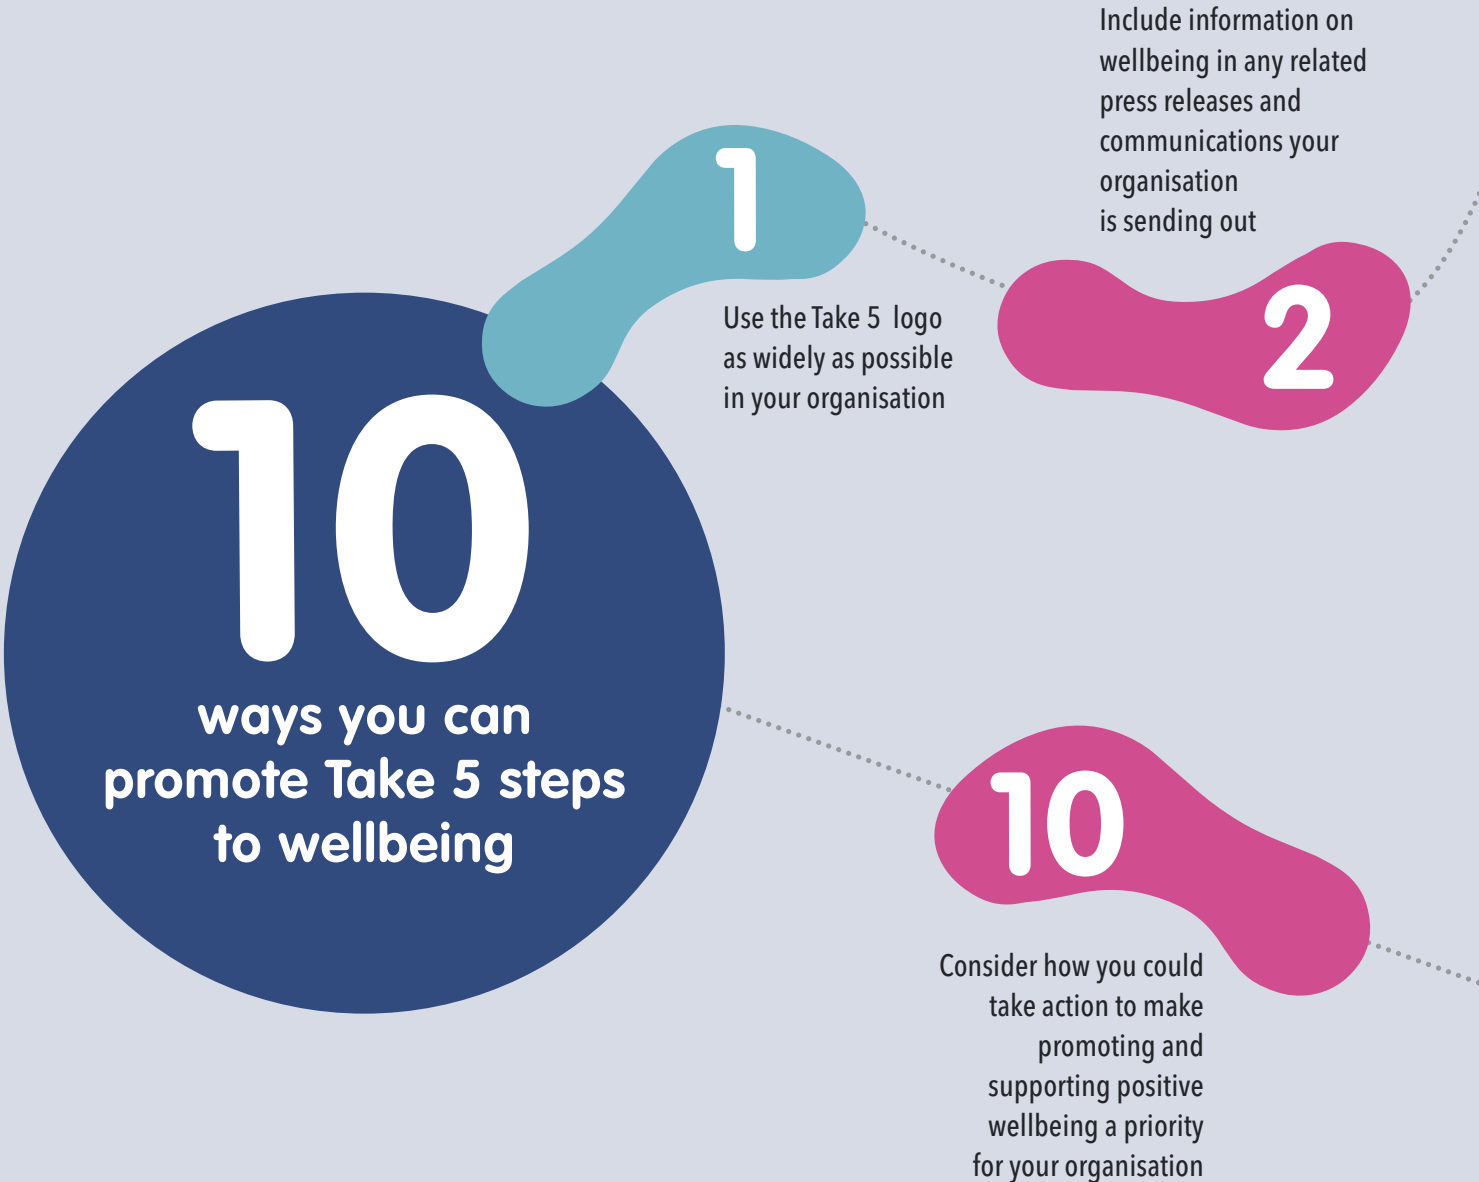 10
ways you can
promote Take 5 steps
to wellbeing
1
Use the Take 5 logo
as widely as possible
in your organisation
Include information on
wellbeing in any related
press releases and
communications your
organisation
is sending out
2
10
Consider how you could
take action to make
promoting and
supporting positive
wellbeing a priority
for your organisation